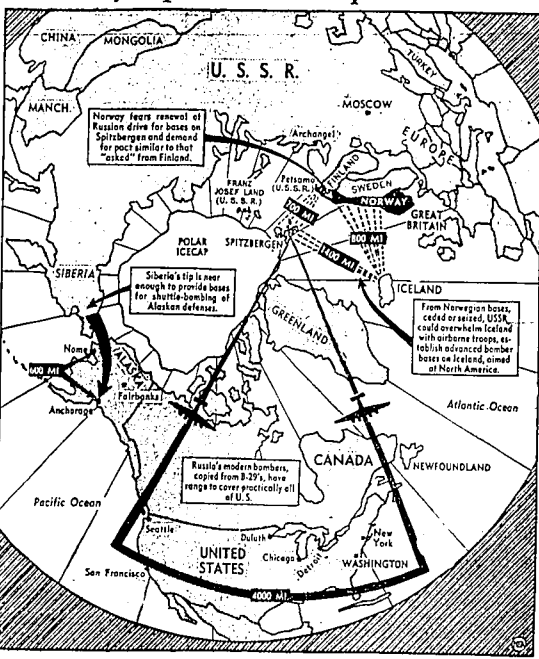 CHINA
MONGOLIA
U. S. S. R.
TURKEY
MANCH.
MOSCOW
EUROPE
Norway fears renewal of
Russian drive for bases on
Spitzbergen and demand
for pact similar to that
"asked" from Finland.
Archangel
FINLAND
Petsamo
(U.S.S.R.)
SWEDEN
NORWAY
FRANZ
JOSEF LAND
(U. S. S. R.)
GREAT
BRITAIN
700 MI
800 MI
1400 MI
POLAR
ICECAP
SPITZBERGEN
SIBERIA
Siberia's tip is near
enough to provide bases
for shuttle-bombing of
Alaskan defenses.
ICELAND
GREENLAND
From Norwegian bases,
ceded or seized, USSR
could overwhelm Iceland
with airborne troops, es-
tablish advanced bomber
bases on Iceland, aimed
at North America.
Nome
ALASKA
600 MI
Fairbanks
Anchorage
Atlantic Ocean
Russia's modern bombers,
copied from B-29's, have
range to cover practically all
of U.S.
CANADA
NEWFOUNDLAND
Pacific Ocean
Seattle
Duluth
New
York
UNITED
STATES
Chicago
Detroit
WASHINGTON
San Francisco
4000 MI.